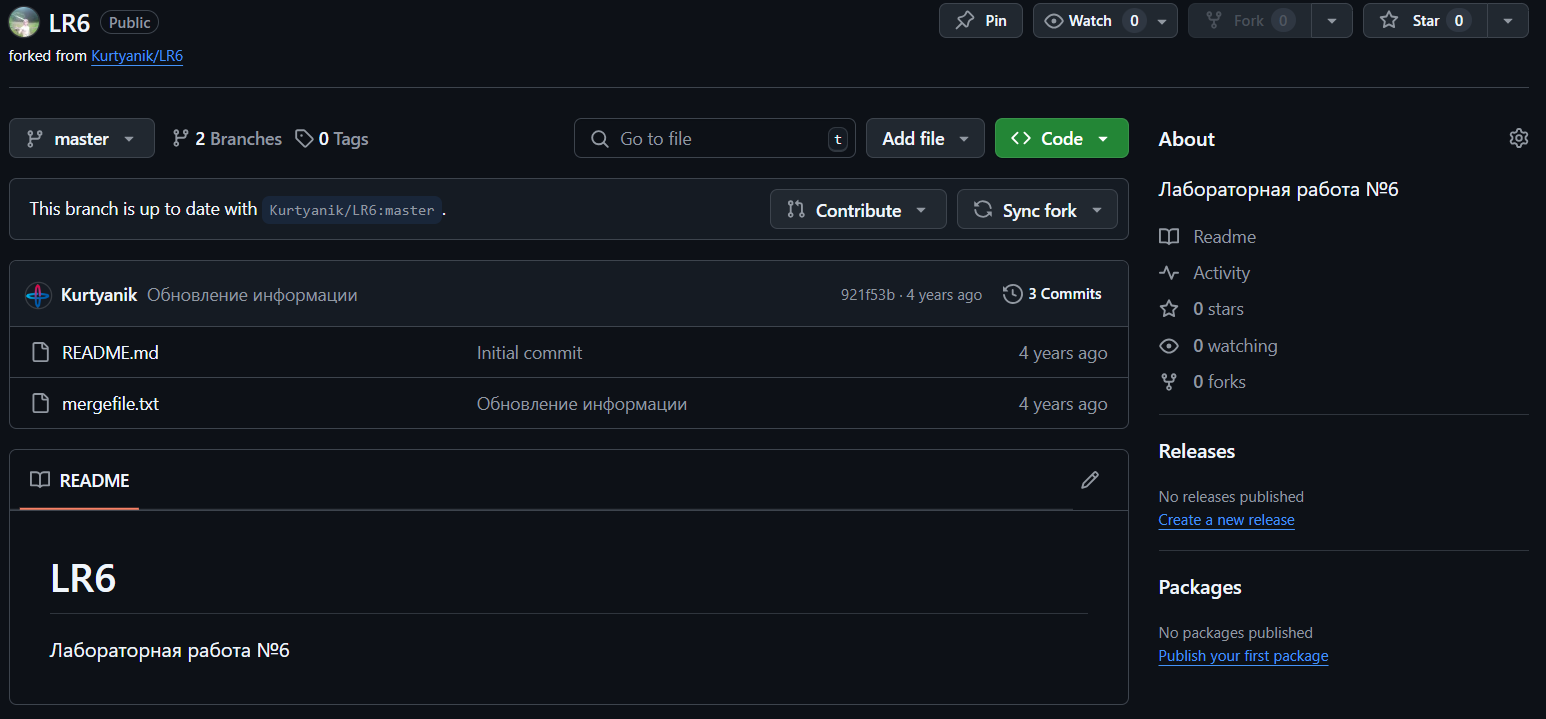 LR6 Public Pin Watch 0 Fork 0 Star 0
forked from Kurtyanik/LR6
master 2 Branches 0 Tags Go to file t Add file Code
This branch is up to date with Kurtyanik/LR6:master . Contribute Sync fork
Kurtyanik Обновление информации 921f53b · 4 years ago 3 Commits
README.md Initial commit 4 years ago
mergefile.txt Обновление информации 4 years ago
README
LR6
Лабораторная работа №6
About
Лабораторная работа №6
Readme
Activity
0 stars
0 watching
0 forks
Releases
No releases published
Create a new release
Packages
No packages published
Publish your first package